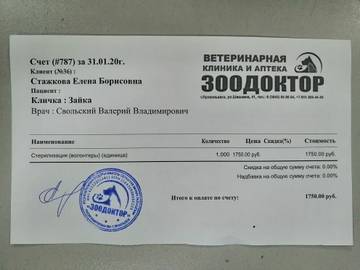 Счет (#787) за 31.01.20г.
Клиент (№36) :
Стажкова Елена Борисовна
Пациент :
Кличка : Зайка
Врач : Свольский Валерий Владимирович
ВЕТЕРИНАРНАЯ
КЛИНИКА И АПТЕКА
ЗООДОКТОР
Наименование Количество Цена Скидка(%) Стоимость
Стерилизация (волонтеры) (единица) 1,000 1750.00 руб. 1750.00 руб.
Скидка на общую сумму счета: 0.00%
Надбавка на общую сумму счета: 0.00%
Итого к оплате по счету: 1750.00 руб.
ЗООДОКТОР